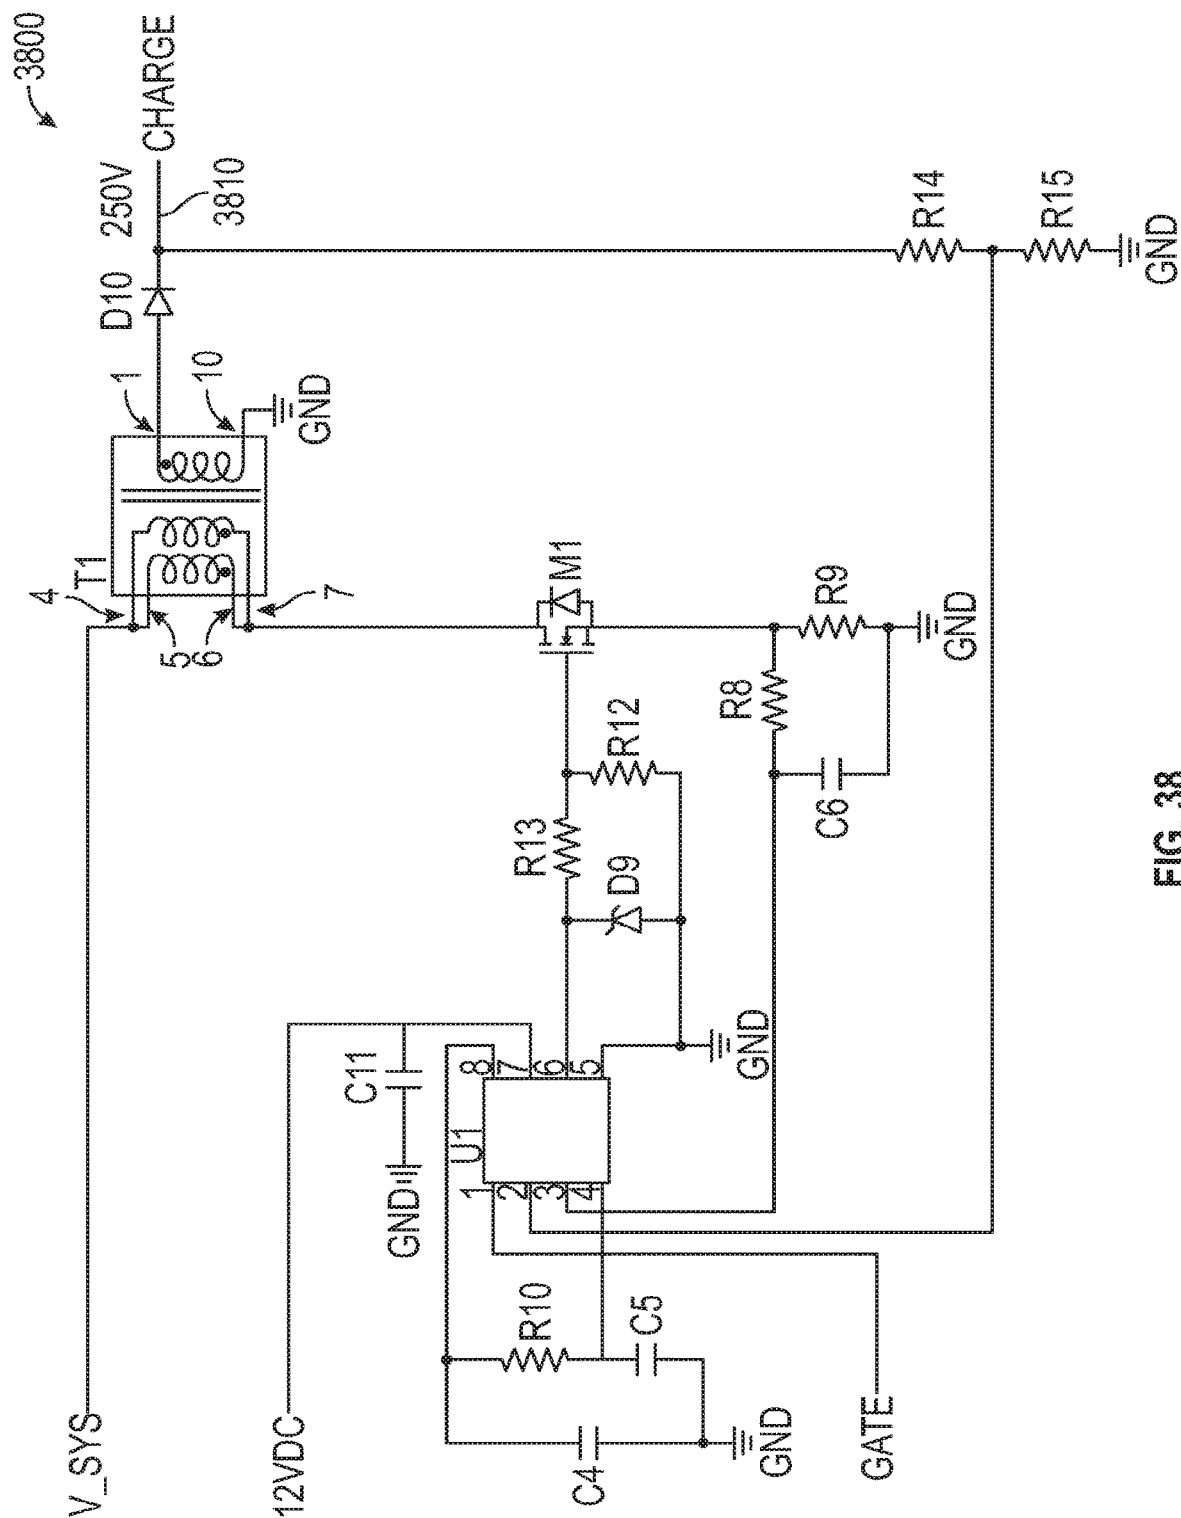 3800
V_SYS
4
T1
5
6
7
1
10
GND
D10
250V
CHARGE
3810
12VDC
C11
GND
U1
1
2
3
4
8
7
6
5
R13
D9
R12
M1
GND
R8
R9
C6
GND
R10
C5
C4
GND
GATE
R14
R15
GND
FIG. 38